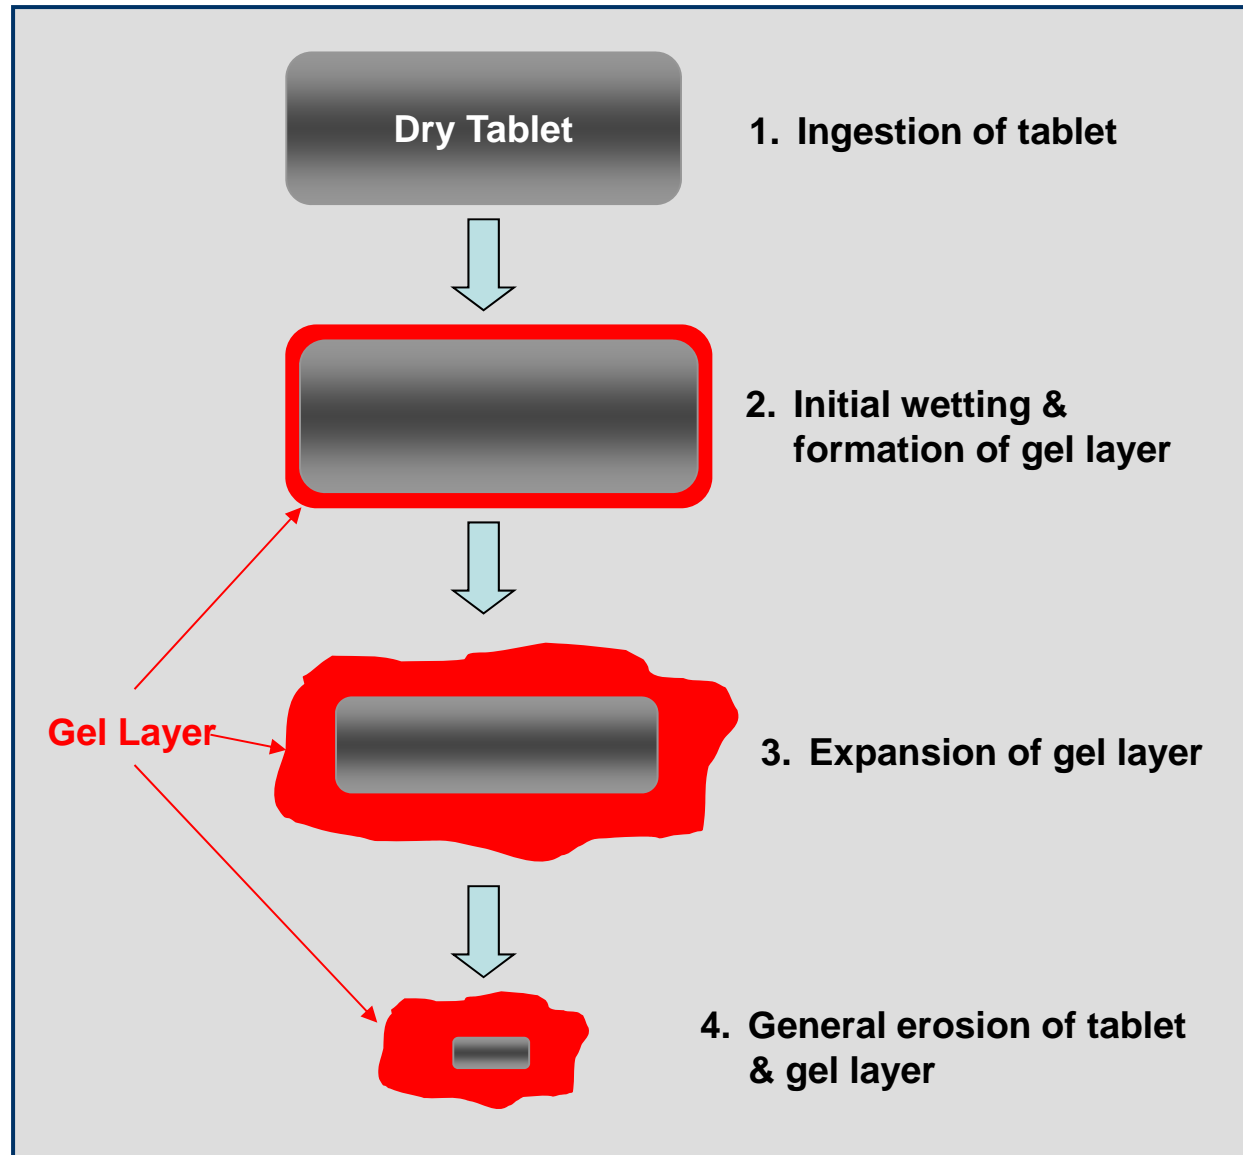 Dry Tablet
1. Ingestion of tablet
2. Initial wetting &
formation of gel layer
Gel Layer
3. Expansion of gel layer
4. General erosion of tablet
& gel layer